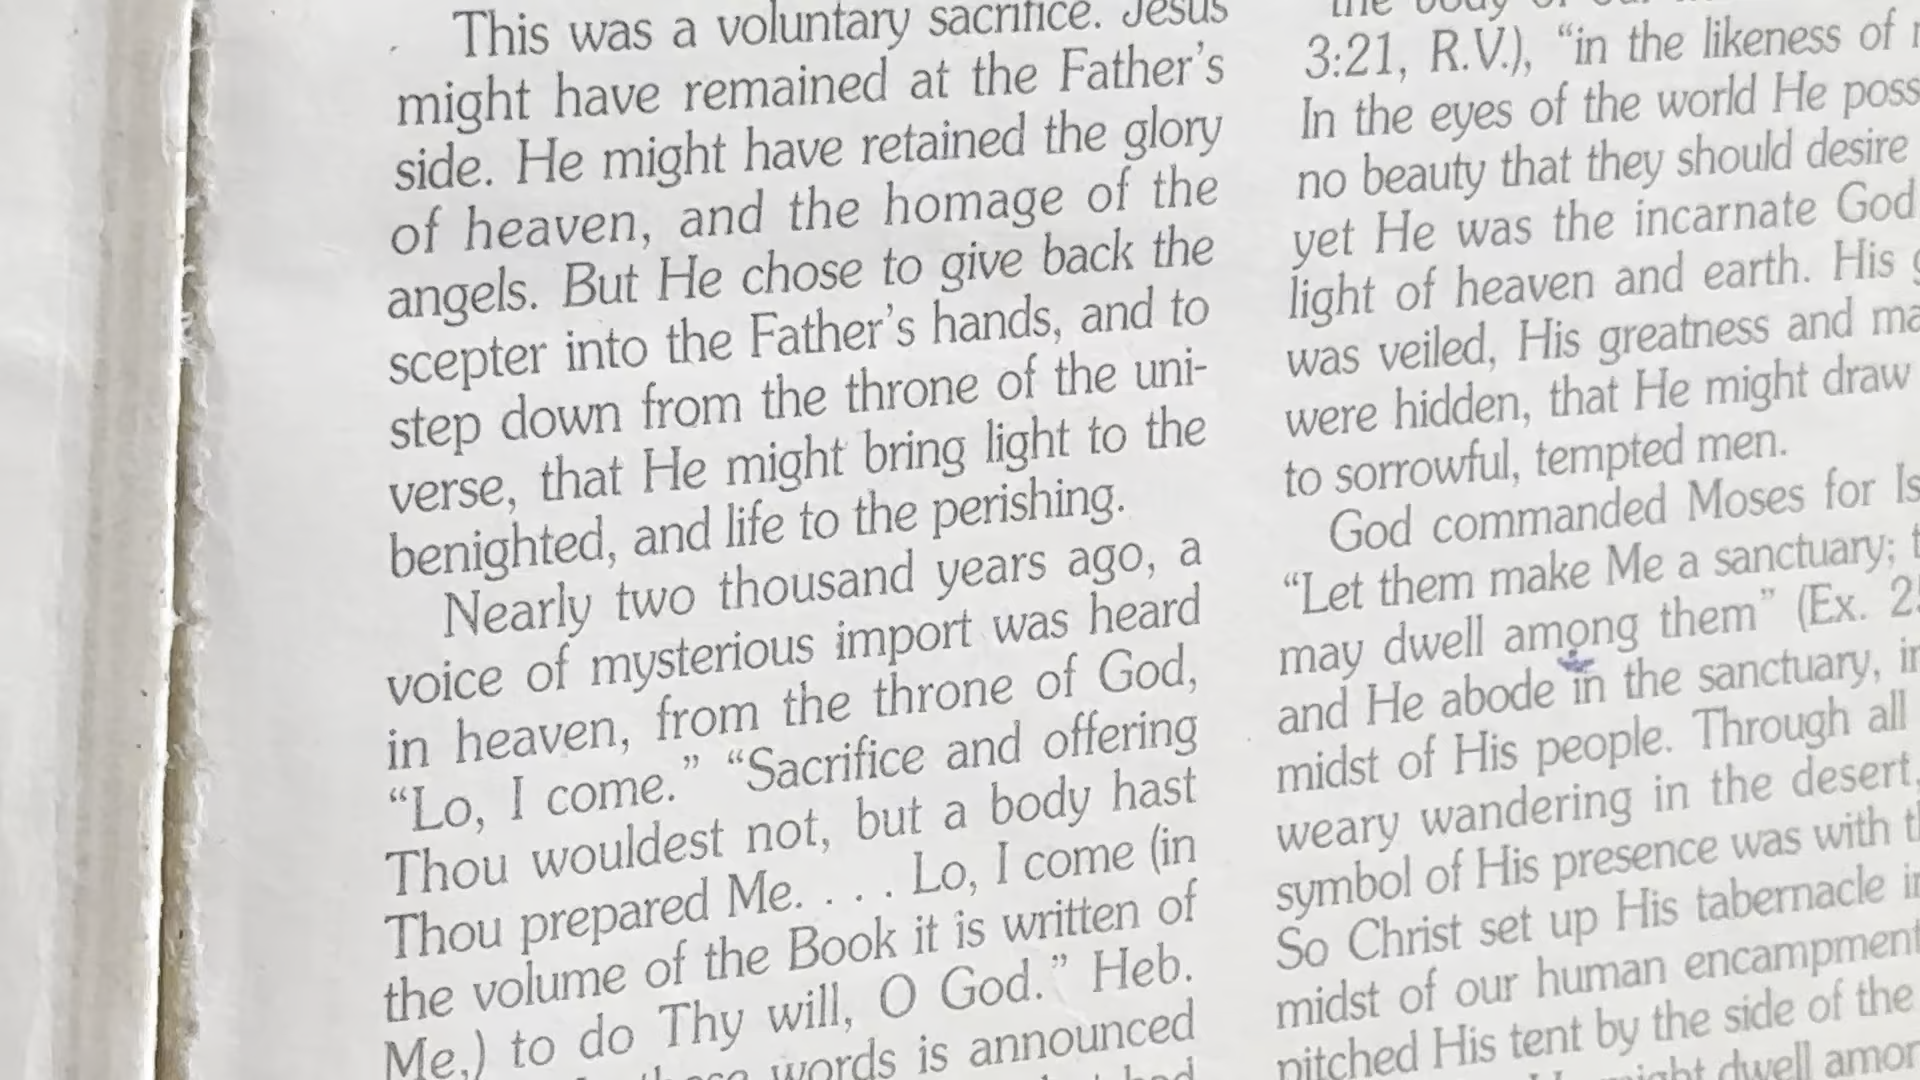 This was a voluntary sacrifice. Jesus
might have remained at the Father's
side. He might have retained the glory
of heaven, and the homage of the
angels. But He chose to give back the
scepter into the Father's hands, and to
step down from the throne of the uni-
verse, that He might bring light to the
benighted, and life to the perishing.
Nearly two thousand years ago, a
voice of mysterious import was heard
in heaven, from the throne of God,
“Lo, I come.” “Sacrifice and offering
Thou wouldest not, but a body hast
Thou prepared Me. . . . Lo, I come (in
the volume of the Book it is written of
Me,) to do Thy will, O God.” Heb.
words is announced
the body of our
3:21, R.V.), “in the likeness of
In the eyes of the world He poss
no beauty that they should desire
yet He was the incarnate God
light of heaven and earth. His
was veiled, His greatness and ma
were hidden, that He might draw
to sorrowful, tempted men.
God commanded Moses for Is
“Let them make Me a sanctuary;
may dwell among them” (Ex. 2
and He abode in the sanctuary, in
midst of His people. Through all
weary wandering in the desert,
symbol of His presence was with
So Christ set up His tabernacle in
midst of our human encampment
pitched His tent by the side of the
dwell amon